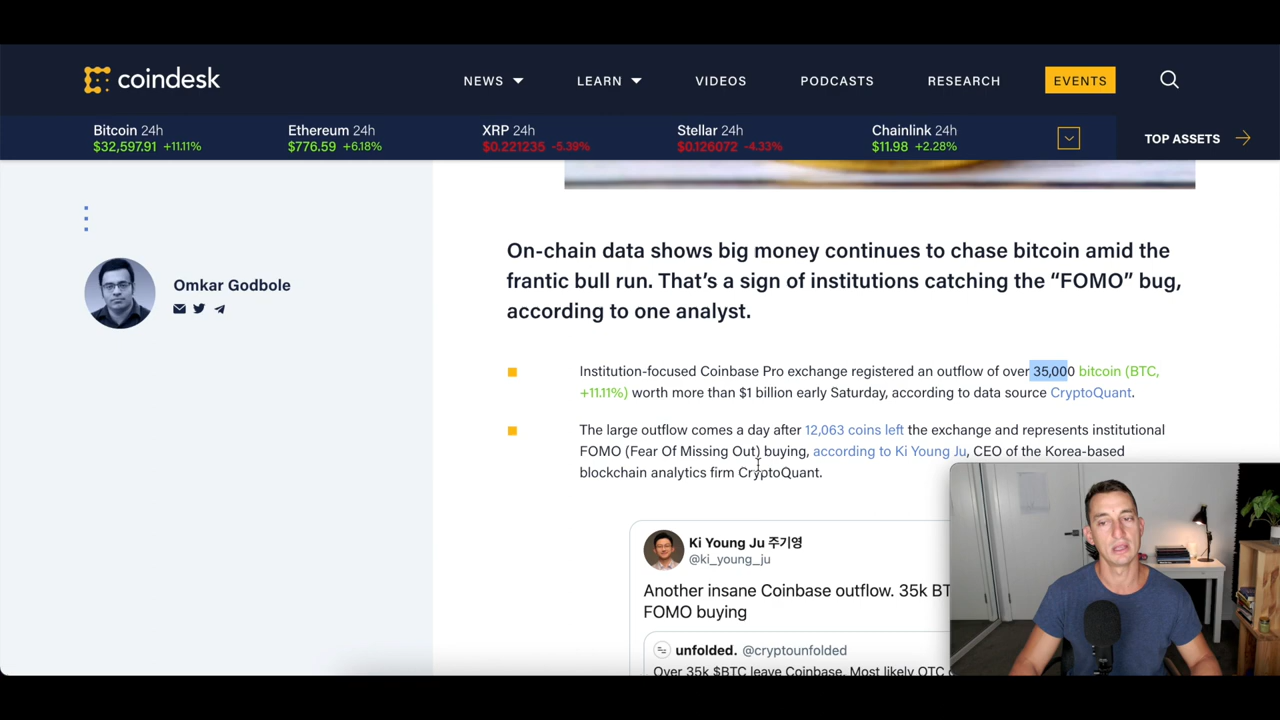 coindesk
NEWS
LEARN
VIDEOS
PODCASTS
RESEARCH
EVENTS
Bitcoin 24h
$32,597.91 +11.11%
Ethereum 24h
$776.59 +6.18%
XRP 24h
$0.221235 -5.39%
Stellar 24h
$0.126072 -4.33%
Chainlink 24h
$11.98 +2.28%
TOP ASSETS
Omkar Godbole
On-chain data shows big money continues to chase bitcoin amid the
frantic bull run. That’s a sign of institutions catching the “FOMO” bug,
according to one analyst.
Institution-focused Coinbase Pro exchange registered an outflow of over 35,000 bitcoin (BTC,
+11.11%) worth more than $1 billion early Saturday, according to data source CryptoQuant.
The large outflow comes a day after 12,063 coins left the exchange and represents institutional
FOMO (Fear Of Missing Out) buying, according to Ki Young Ju, CEO of the Korea-based
blockchain analytics firm CryptoQuant.
Ki Young Ju 주기영
@ki_young_ju
Another insane Coinbase outflow. 35k BT
FOMO buying
unfolded. @cryptounfolded
Over 35k $BTC leave Coinbase. Most likely OTC